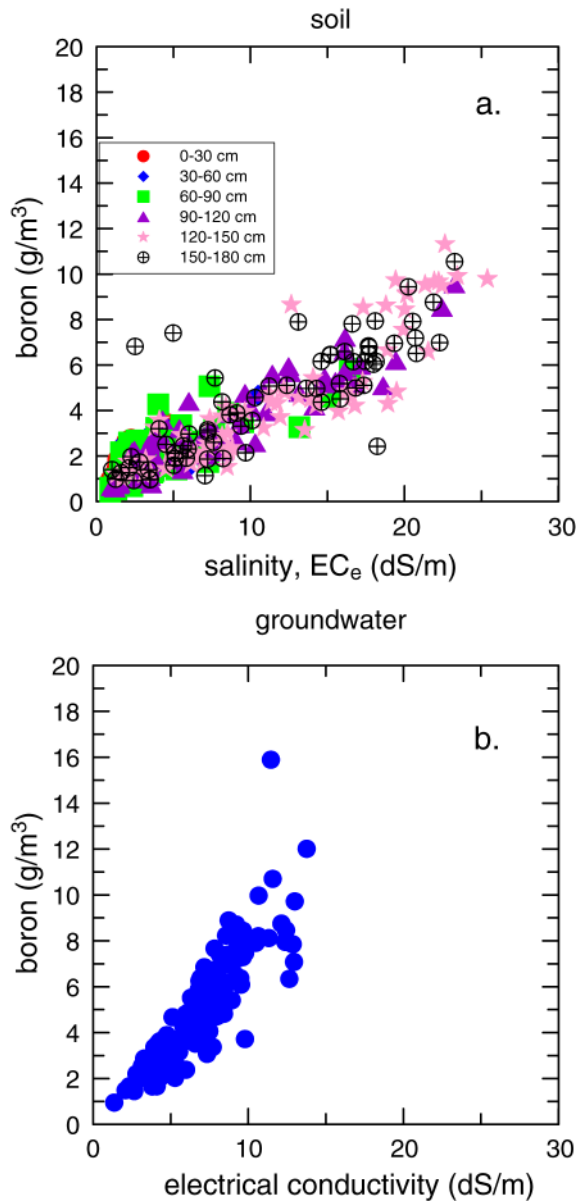 soil
20
18
16
14
12
10
8
6
4
2
0
boron (g/m³)
a.
0-30 cm
30-60 cm
60-90 cm
90-120 cm
120-150 cm
150-180 cm
0 10 20 30
salinity, ECₑ (dS/m)
groundwater
20
18
16
14
12
10
8
6
4
2
0
boron (g/m³)
b.
0 10 20 30
electrical conductivity (dS/m)